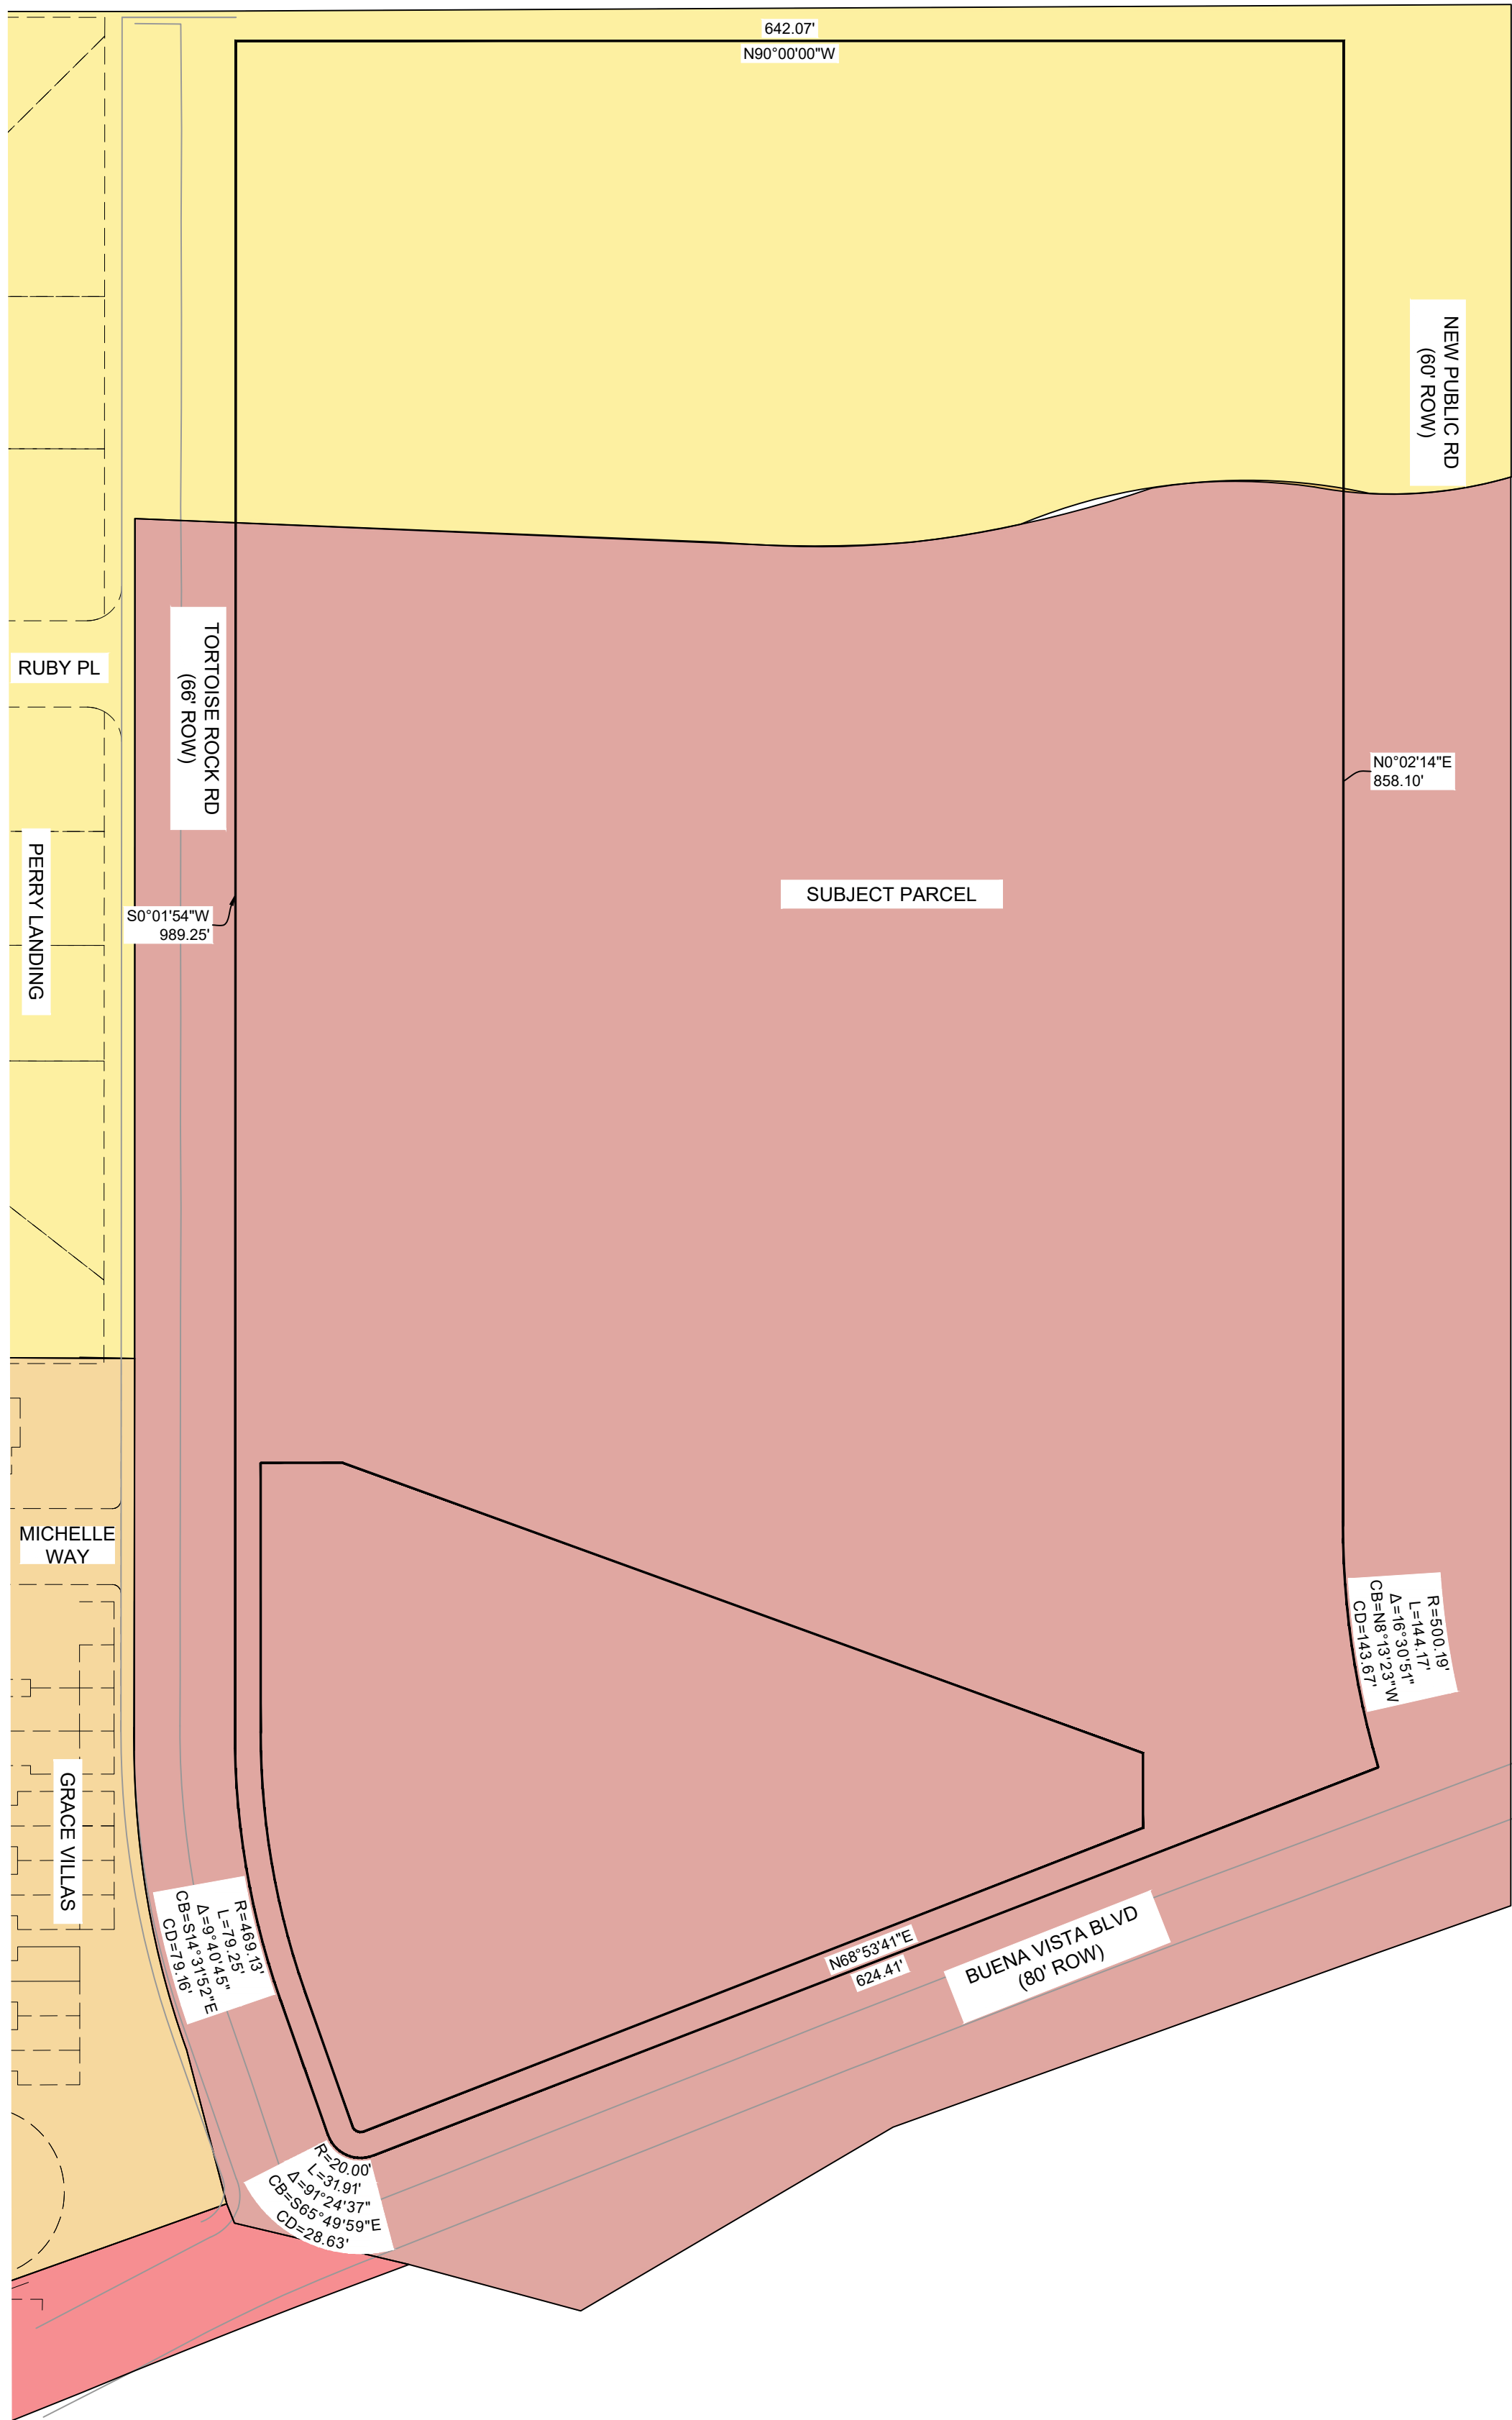 642.07'
N90°00'00"W
NEW PUBLIC RD
(60' ROW)
TORTOISE ROCK RD
(66' ROW)
RUBY PL
N0°02'14"E
858.10'
PERRY LANDING
SUBJECT PARCEL
S0°01'54"W
989.25'
MICHELLE
WAY
R=500.19'
L=144.17'
Δ=16°30'51"
CB=N8°13'23"W
CD=143.67'
GRACE VILLAS
R=469.13'
L=79.25'
Δ=9°40'45"
CB=S14°31'52"E
CD=79.16'
N68°53'41"E
624.41'
BUENA VISTA BLVD
(80' ROW)
R=20.00'
L=31.91'
Δ=91°24'37"
CB=S65°49'59"E
CD=28.63'